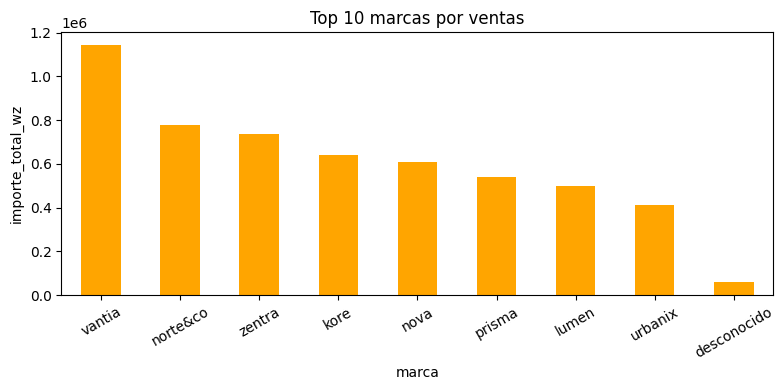 Top 10 marcas por ventas
1e6
importe_total_wz
1.2
1.0
0.8
0.6
0.4
0.2
0.0
vantia
norte&co
zentra
kore
nova
prisma
lumen
urbanix
desconocido
marca